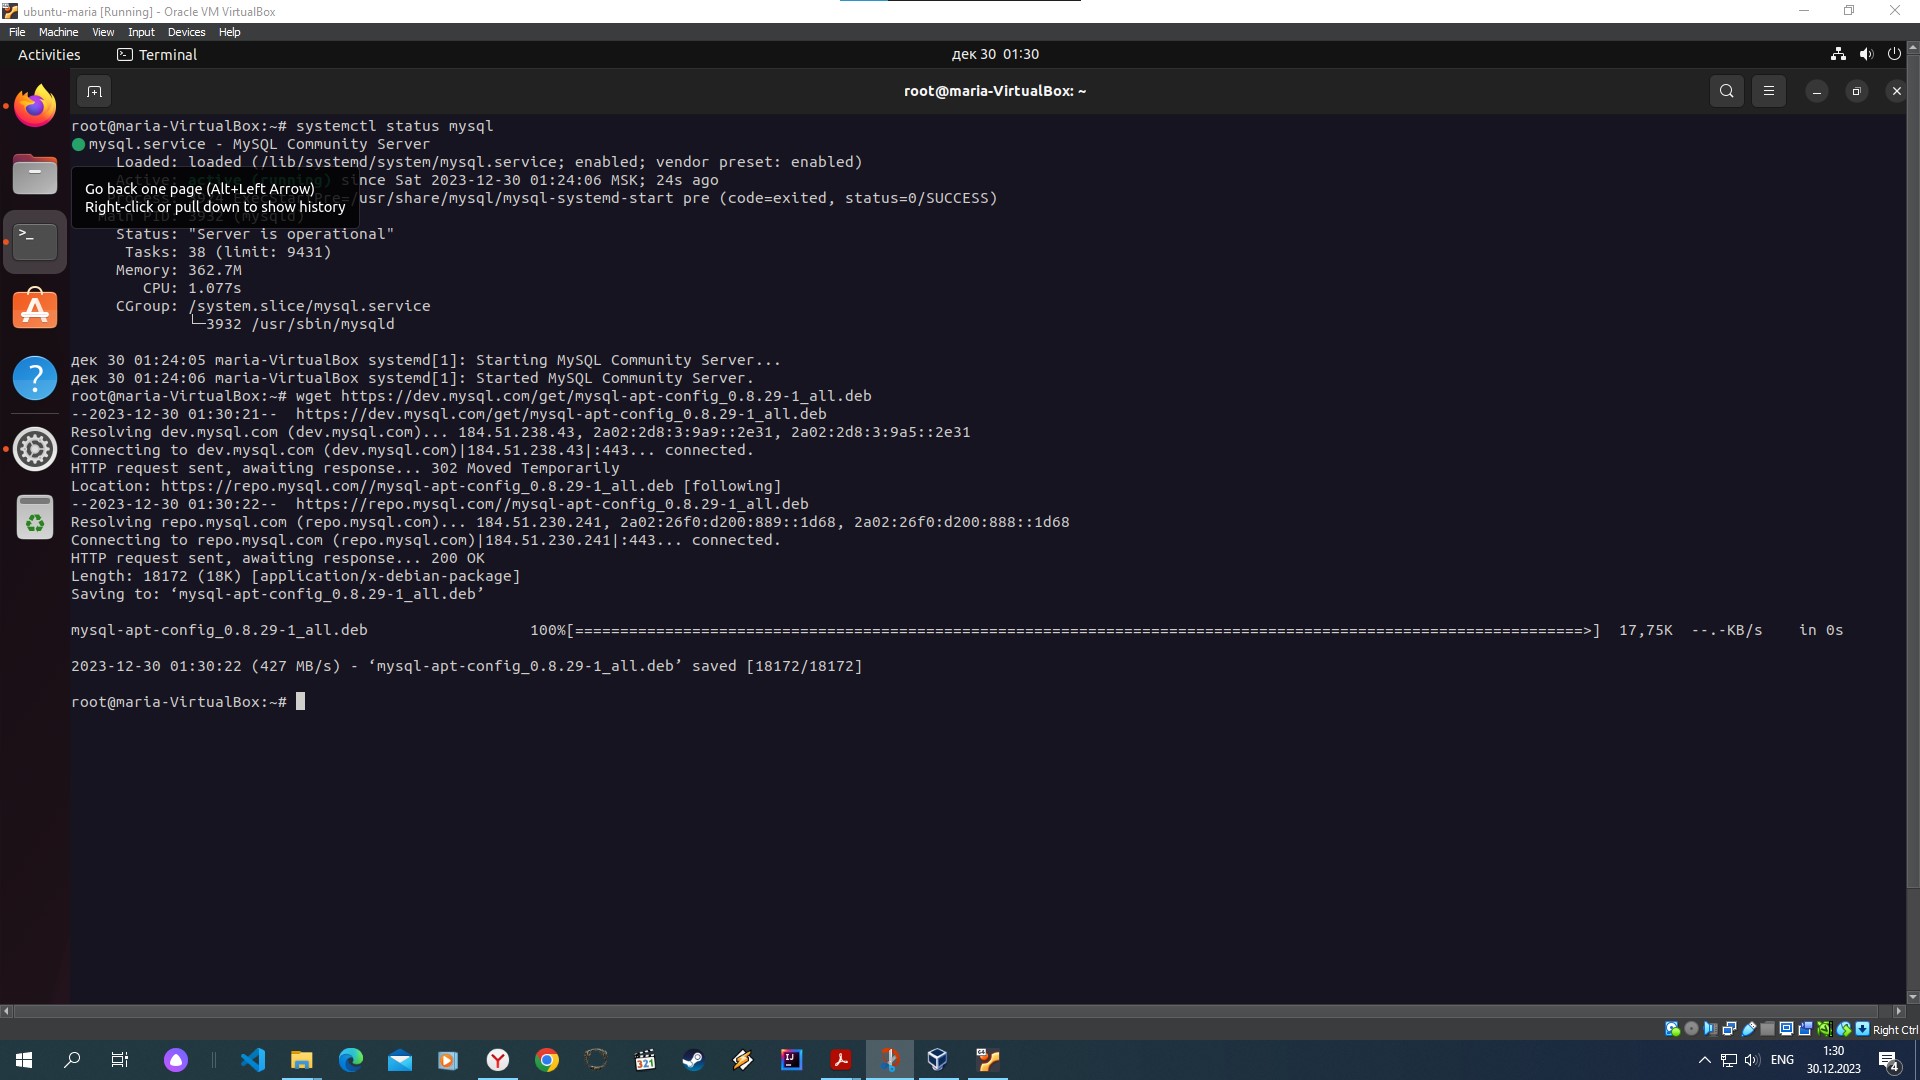 ubuntu-maria [Running] - Oracle VM VirtualBox
File Machine View Input Devices Help
Activities Terminal дек 30 01:30
root@maria-VirtualBox: ~
root@maria-VirtualBox:~# systemctl status mysql
mysql.service - MySQL Community Server
Loaded: loaded (/lib/systemd/system/mysql.service; enabled; vendor preset: enabled)
Active: active (running) since Sat 2023-12-30 01:24:06 MSK; 24s ago
Go back one page (Alt+Left Arrow)
/usr/share/mysql/mysql-systemd-start pre (code=exited, status=0/SUCCESS)
Right-click or pull down to show history
Main PID: 3932 (mysqld)
Status: "Server is operational"
Tasks: 38 (limit: 9431)
Memory: 362.7M
CPU: 1.077s
CGroup: /system.slice/mysql.service
└─3932 /usr/sbin/mysqld
дек 30 01:24:05 maria-VirtualBox systemd[1]: Starting MySQL Community Server...
дек 30 01:24:06 maria-VirtualBox systemd[1]: Started MySQL Community Server.
root@maria-VirtualBox:~# wget https://dev.mysql.com/get/mysql-apt-config_0.8.29-1_all.deb
--2023-12-30 01:30:21--  https://dev.mysql.com/get/mysql-apt-config_0.8.29-1_all.deb
Resolving dev.mysql.com (dev.mysql.com)... 184.51.238.43, 2a02:2d8:3:9a9::2e31, 2a02:2d8:3:9a5::2e31
Connecting to dev.mysql.com (dev.mysql.com)|184.51.238.43|:443... connected.
HTTP request sent, awaiting response... 302 Moved Temporarily
Location: https://repo.mysql.com//mysql-apt-config_0.8.29-1_all.deb [following]
--2023-12-30 01:30:22--  https://repo.mysql.com//mysql-apt-config_0.8.29-1_all.deb
Resolving repo.mysql.com (repo.mysql.com)... 184.51.230.241, 2a02:26f0:d200:889::1d68, 2a02:26f0:d200:888::1d68
Connecting to repo.mysql.com (repo.mysql.com)|184.51.230.241|:443... connected.
HTTP request sent, awaiting response... 200 OK
Length: 18172 (18K) [application/x-debian-package]
Saving to: ‘mysql-apt-config_0.8.29-1_all.deb’
mysql-apt-config_0.8.29-1_all.deb 100%[================================================================================================================>] 17,75K --.-KB/s in 0s
2023-12-30 01:30:22 (427 MB/s) - ‘mysql-apt-config_0.8.29-1_all.deb’ saved [18172/18172]
root@maria-VirtualBox:~#
Right Ctrl
ENG 1:30
30.12.2023
4